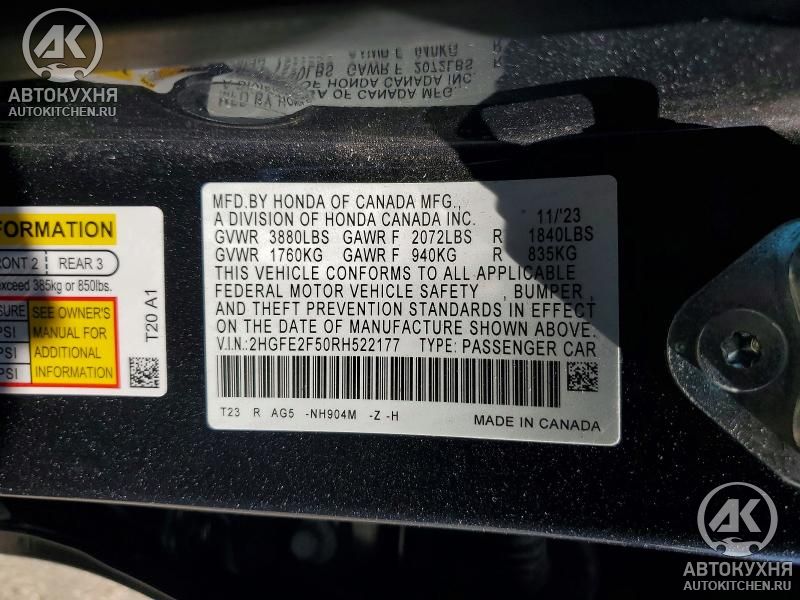 АК
АВТОКУХНЯ
AUTOKITCHEN.RU
MFD.BY HONDA OF CANADA MFG.,
A DIVISION OF HONDA CANADA INC. 11/'23
GVWR 3880LBS GAWR F 2072LBS R 1840LBS
GVWR 1760KG GAWR F 940KG R 835KG
THIS VEHICLE CONFORMS TO ALL APPLICABLE
FEDERAL MOTOR VEHICLE SAFETY , BUMPER,
AND THEFT PREVENTION STANDARDS IN EFFECT
ON THE DATE OF MANUFACTURE SHOWN ABOVE.
V.I.N.:2HGFE2F50RH522177 TYPE: PASSENGER CAR
T23 R AG5 -NH904M -Z -H
MADE IN CANADA
FORMATION
FRONT 2 REAR 3
exceed 385kg or 850lbs.
SEE OWNER'S
PSI MANUAL FOR
PSI ADDITIONAL
INFORMATION
T20 A1
АК
АВТОКУХНЯ
AUTOKITCHEN.RU